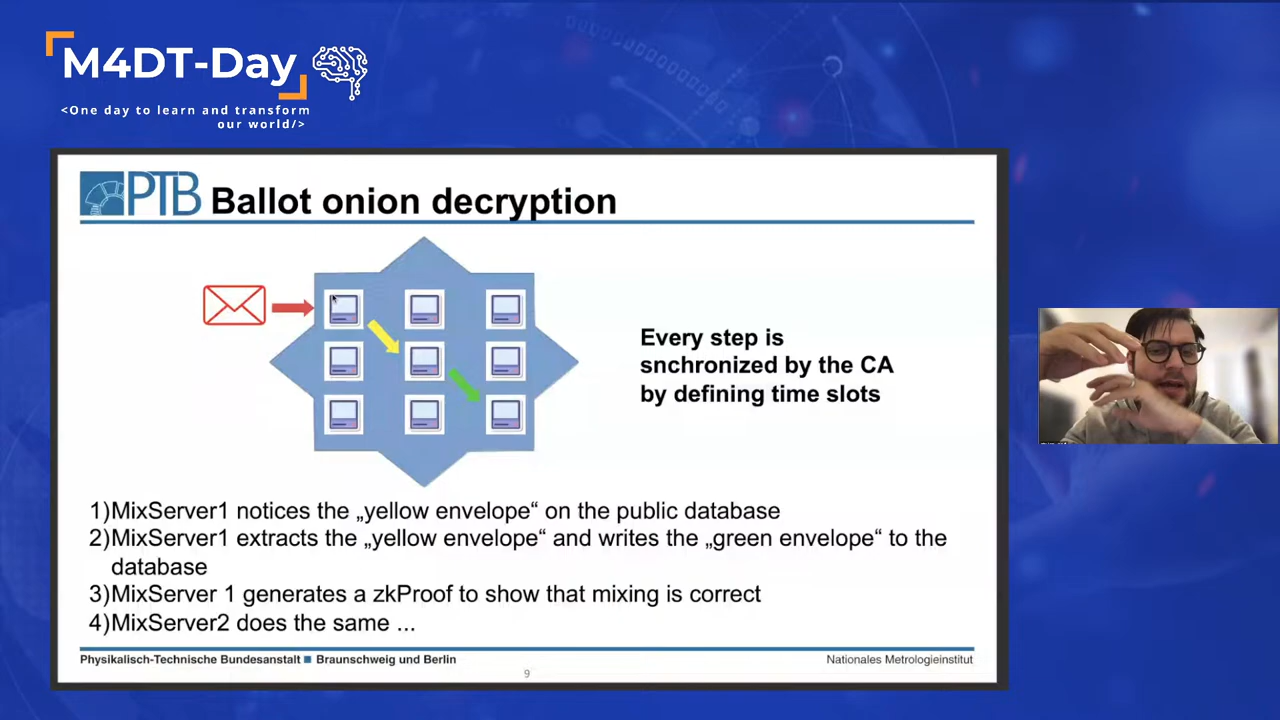 M4DT-Day
<One day to learn and transform
our world/>
PTB
Ballot onion decryption
Every step is
snchronized by the CA
by defining time slots
1)MixServer1 notices the „yellow envelope“ on the public database
2)MixServer1 extracts the „yellow envelope“ and writes the „green envelope“ to the
database
3)MixServer 1 generates a zkProof to show that mixing is correct
4)MixServer2 does the same ...
Physikalisch-Technische Bundesanstalt ■ Braunschweig und Berlin
Nationales Metrologieinstitut
9